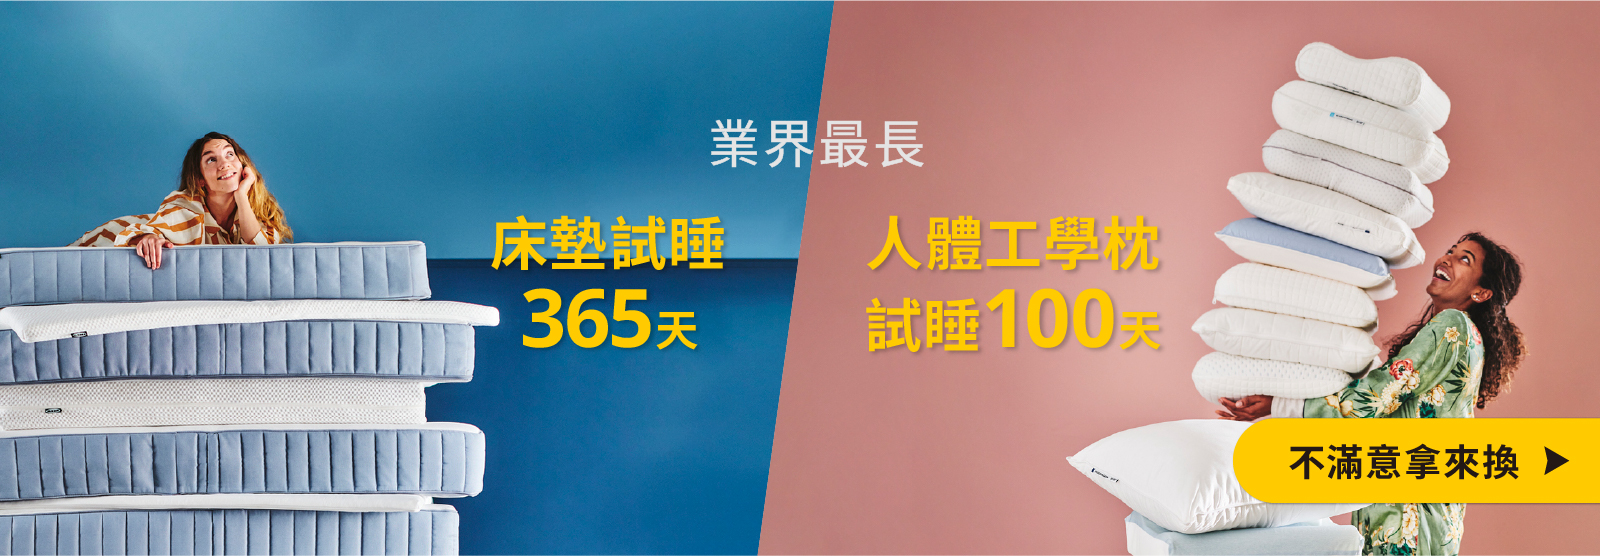 業界最長
床墊試睡
365天
人體工學枕
試睡100天
不滿意拿來換